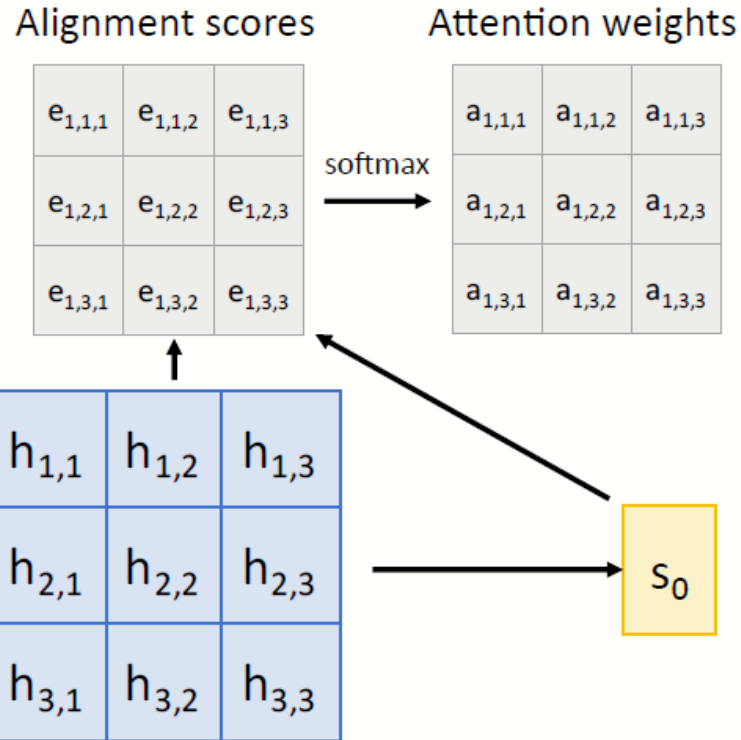 Alignment scores Attention weights
e1,1,1 e1,1,2 e1,1,3 a1,1,1 a1,1,2 a1,1,3
softmax
e1,2,1 e1,2,2 e1,2,3 a1,2,1 a1,2,2 a1,2,3
e1,3,1 e1,3,2 e1,3,3 a1,3,1 a1,3,2 a1,3,3
h1,1 h1,2 h1,3
h2,1 h2,2 h2,3 s0
h3,1 h3,2 h3,3